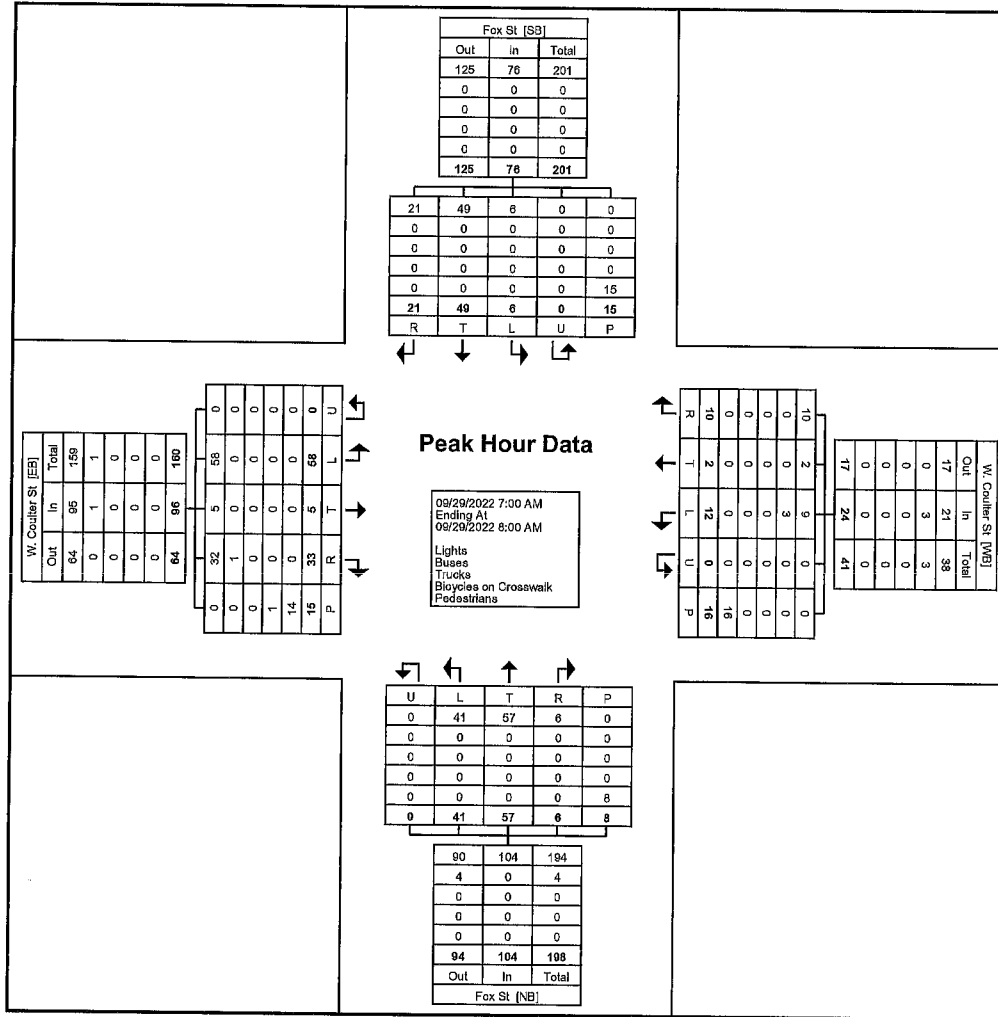 Fox St [SB]
Out In Total
125 76 201
0 0 0
0 0 0
0 0 0
0 0 0
125 76 201
21 49 6 0 0
0 0 0 0 0
0 0 0 0 0
0 0 0 0 0
0 0 0 0 15
21 49 6 0 15
R T L U P
W. Coulter St [EB]
Out In Total
64 95 159
0 1 1
0 0 0
0 0 0
0 0 0
64 96 160
0 32 5 58 0
0 1 0 0 0
0 0 0 0 0
1 0 0 0 0
14 0 0 0 0
15 33 5 58 0
P R T L U
Peak Hour Data
09/29/2022 7:00 AM
Ending At
09/29/2022 8:00 AM
Lights
Buses
Trucks
Bicycles on Crosswalk
Pedestrians
W. Coulter St [WB]
Out In Total
17 21 38
0 3 3
0 0 0
0 0 0
0 0 0
17 24 41
10 2 9 0 0
0 0 3 0 0
0 0 0 0 0
0 0 0 0 0
0 0 0 0 16
10 2 12 0 16
R T L U P
U L T R P
0 41 57 6 0
0 0 0 0 0
0 0 0 0 0
0 0 0 0 0
0 0 0 0 8
0 41 57 6 8
90 104 194
4 0 4
0 0 0
0 0 0
0 0 0
94 104 198
Out In Total
Fox St [NB]